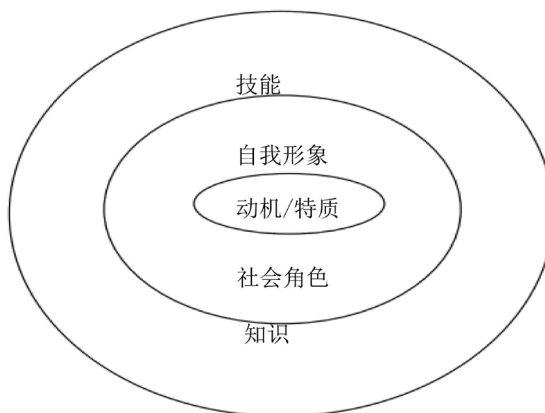 技能
自我形象
动机/特质
社会角色
知识